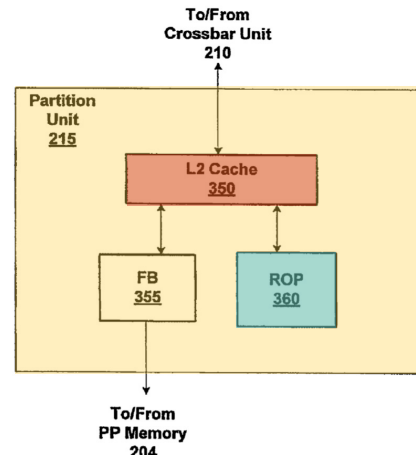 To/From
Crossbar Unit
210
Partition
Unit
215
L2 Cache
350
FB
355
ROP
360
To/From
PP Memory
204